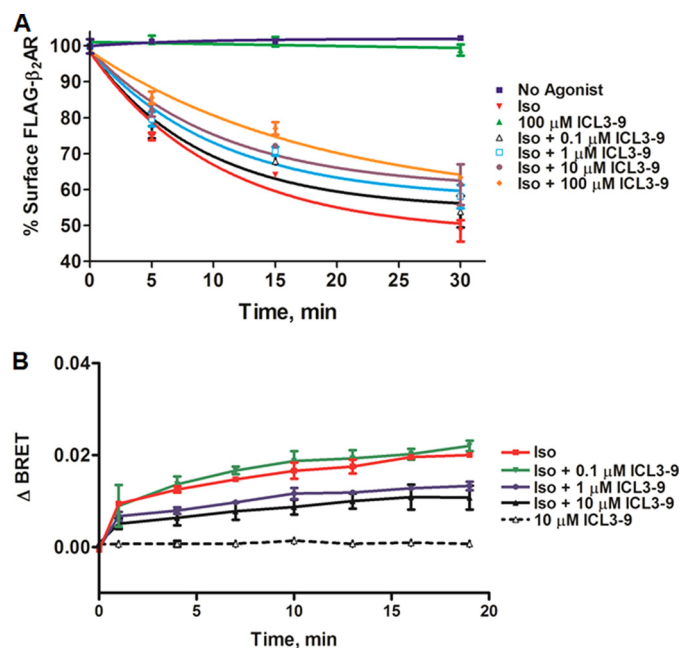 A
100
90
80
70
60
50
40
% Surface FLAG-β₂AR
0
5
10
15
20
25
30
Time, min
No Agonist
Iso
100 µM ICL3-9
Iso + 0.1 µM ICL3-9
Iso + 1 µM ICL3-9
Iso + 10 µM ICL3-9
Iso + 100 µM ICL3-9
B
0.04
0.02
0.00
Δ BRET
0
5
10
15
20
Time, min
Iso
Iso + 0.1 µM ICL3-9
Iso + 1 µM ICL3-9
Iso + 10 µM ICL3-9
10 µM ICL3-9